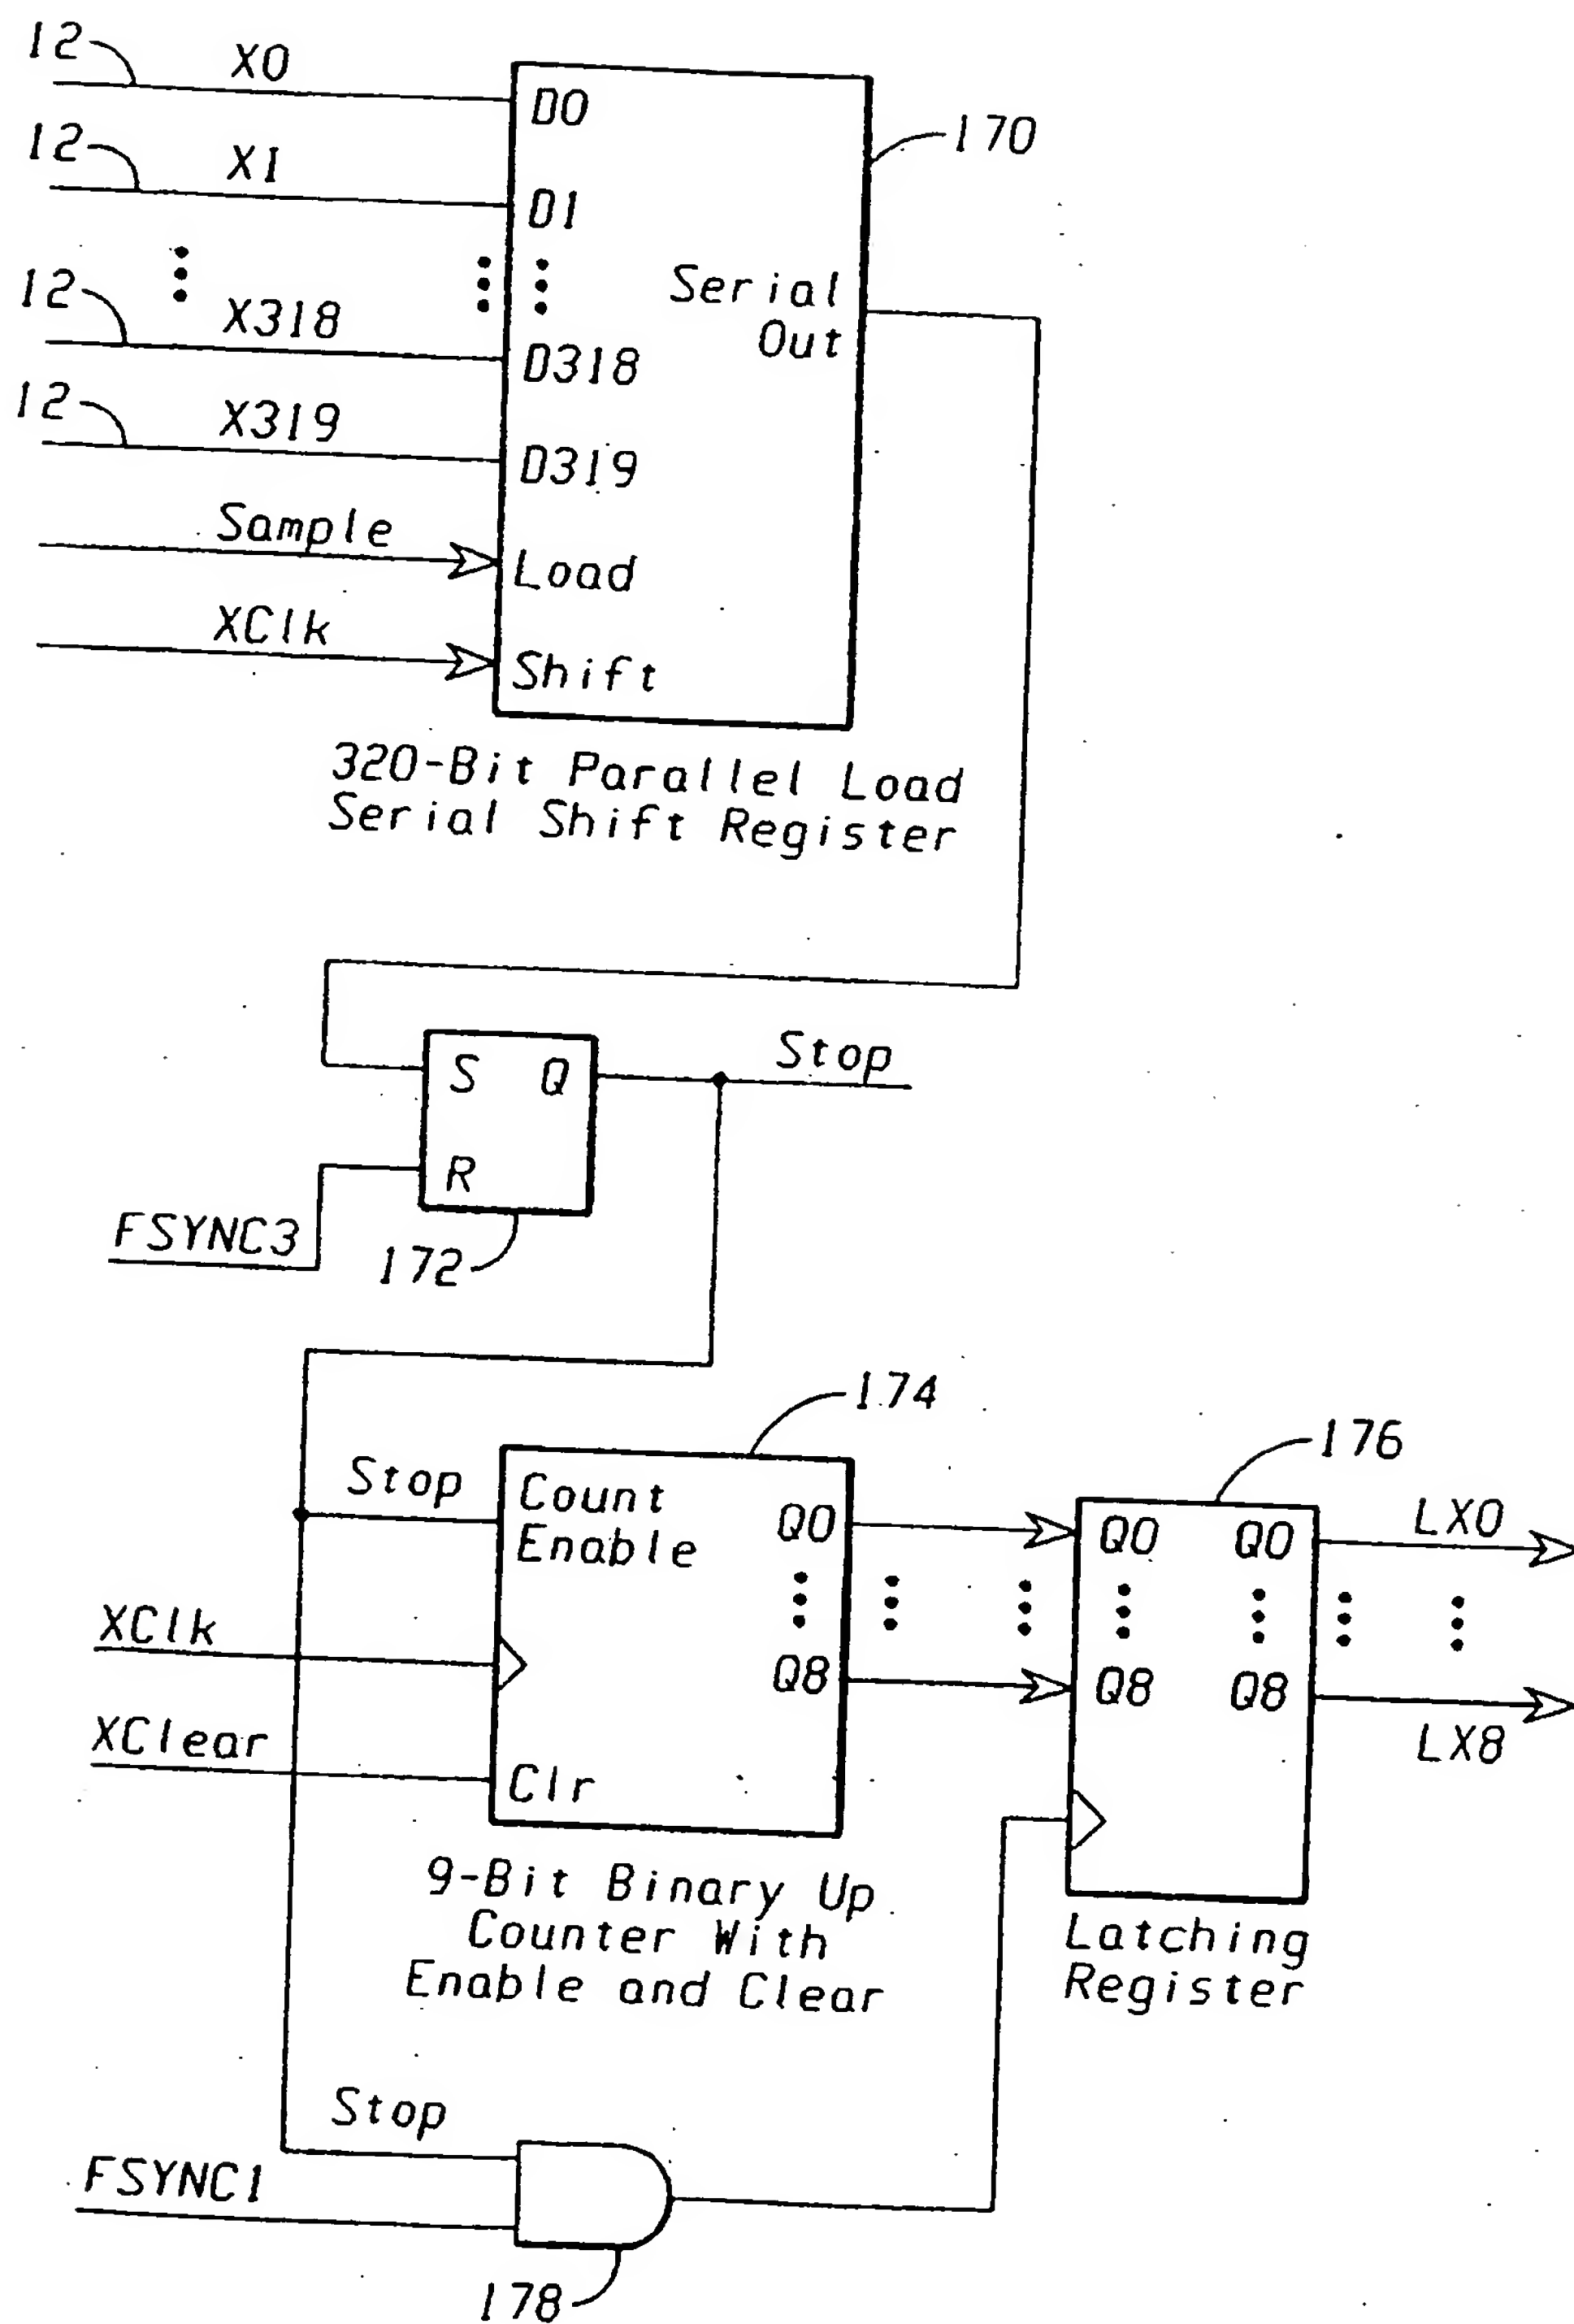 12 X0
D0
170
12 X1
D1
Serial
Out
12 X318
D318
12 X319
D319
Sample
Load
XClk
Shift
320-Bit Parallel Load
Serial Shift Register
Stop
S Q
R
FSYNC3
172
174
176
Stop
Count
Enable
Q0
Q0 Q0
LX0
XClk
Q8
Q8 Q8
LX8
XClear
Clr
9-Bit Binary Up
Counter With
Enable and Clear
Latching
Register
Stop
FSYNC1
178